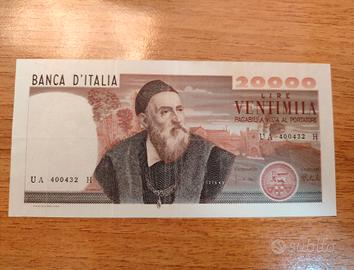 BANCA D'ITALIA
20000
LIRE
VENTIMILA
PAGABILI A VISTA AL PORTATORE
UA 400432 H
UA 400432 H
subito